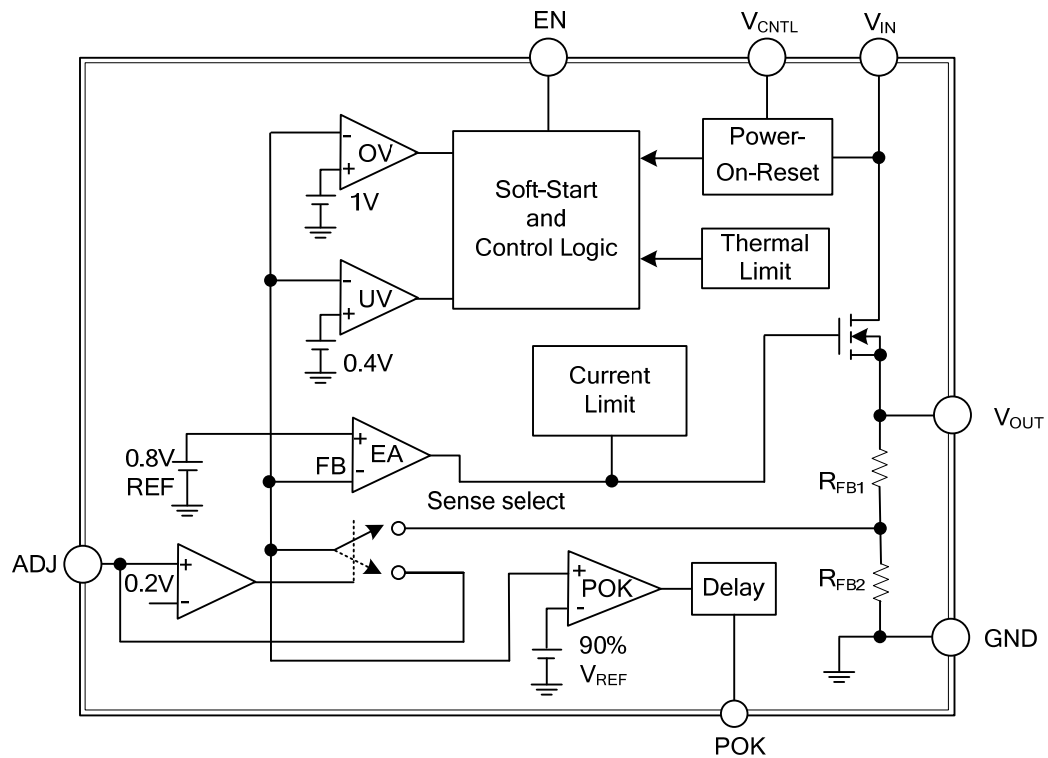 EN
VCNTL
VIN
-
OV
+
1V
Soft-Start
and
Control Logic
Power-
On-Reset
Thermal
Limit
-
UV
+
0.4V
Current
Limit
VOUT
+
EA
FB
-
0.8V
REF
Sense select
RFB1
ADJ
+
0.2V
-
+
POK
-
Delay
RFB2
90%
VREF
GND
POK